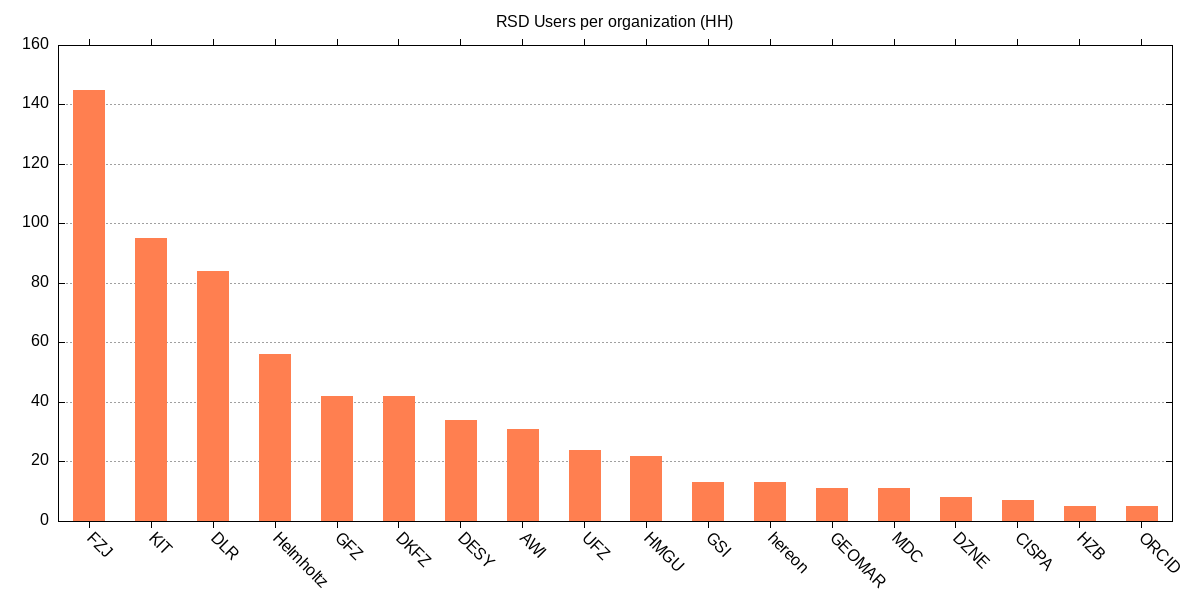 RSD Users per organization (HH)
160
140
120
100
80
60
40
20
0
FZJ
KIT
DLR
Helmholtz
GFZ
DKFZ
DESY
AWI
UFZ
HMGU
GSI
hereon
GEOMAR
MDC
DZNE
CISPA
HZB
ORCID